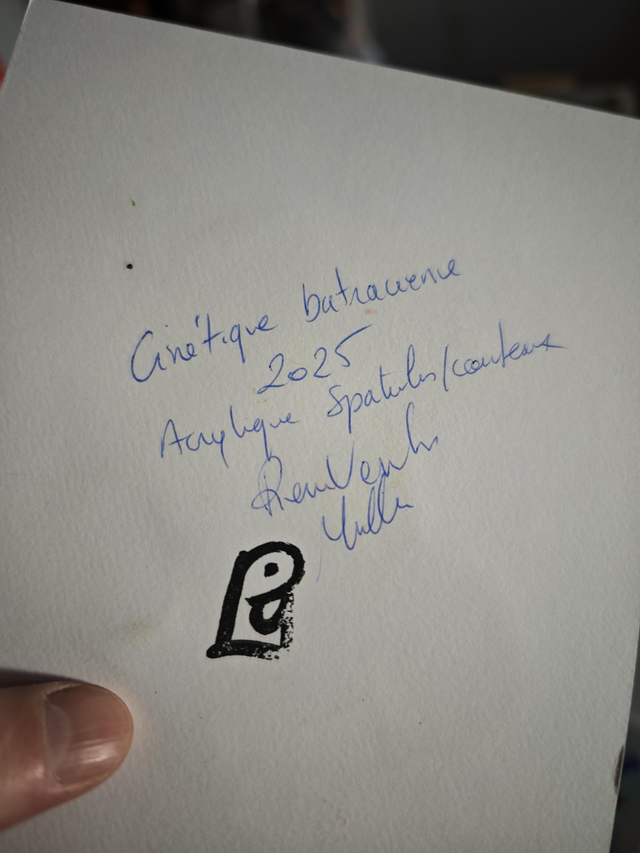 Cinétique batracienne
2025
Acrylique Spatules/couteaux